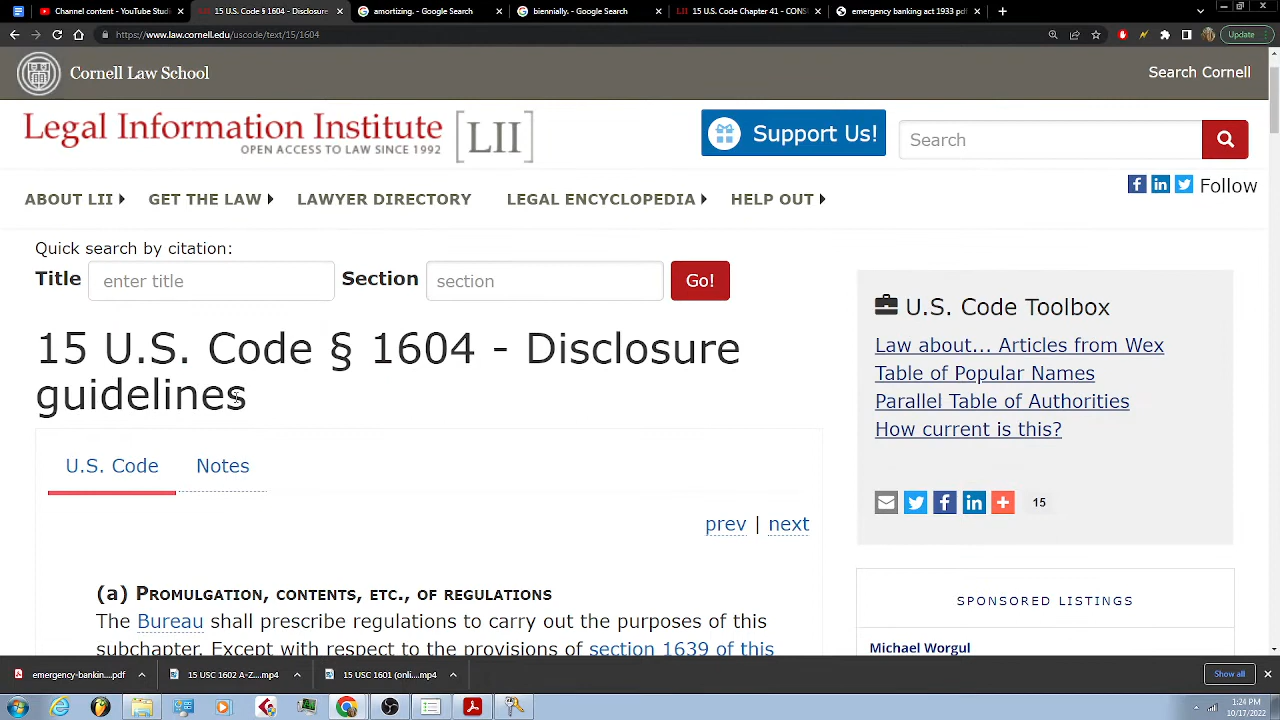 Content - YouTube Studi
15 U.S. Code § 1604 - Disclosure
amortizing. - Google Search
biennially. - Google Search
LII 15 U.S. Code Chapter 41 - CONS
emergency banking act 1933 pdf
https://www.law.cornell.edu/uscode/text/15/1604
Update
Cornell Law School
Search Cornell
Legal Information Institute [LII]
OPEN ACCESS TO LAW SINCE 1992
Support Us!
Search
ABOUT LII
GET THE LAW
LAWYER DIRECTORY
LEGAL ENCYCLOPEDIA
HELP OUT
Follow
Quick search by citation:
Title enter title Section section Go!
15 U.S. Code § 1604 - Disclosure
guidelines
U.S. Code Notes
prev | next
(a) Promulgation, contents, etc., of regulations
The Bureau shall prescribe regulations to carry out the purposes of this
subchapter. Except with respect to the provisions of section 1639 of this
U.S. Code Toolbox
Law about... Articles from Wex
Table of Popular Names
Parallel Table of Authorities
How current is this?
15
SPONSORED LISTINGS
Michael Worgul
emergency-bankin....pdf
15 USC 1601 A-Z....mp4
15 USC 1601 (onli....mp4
Show all
1:24 PM
10/17/2022